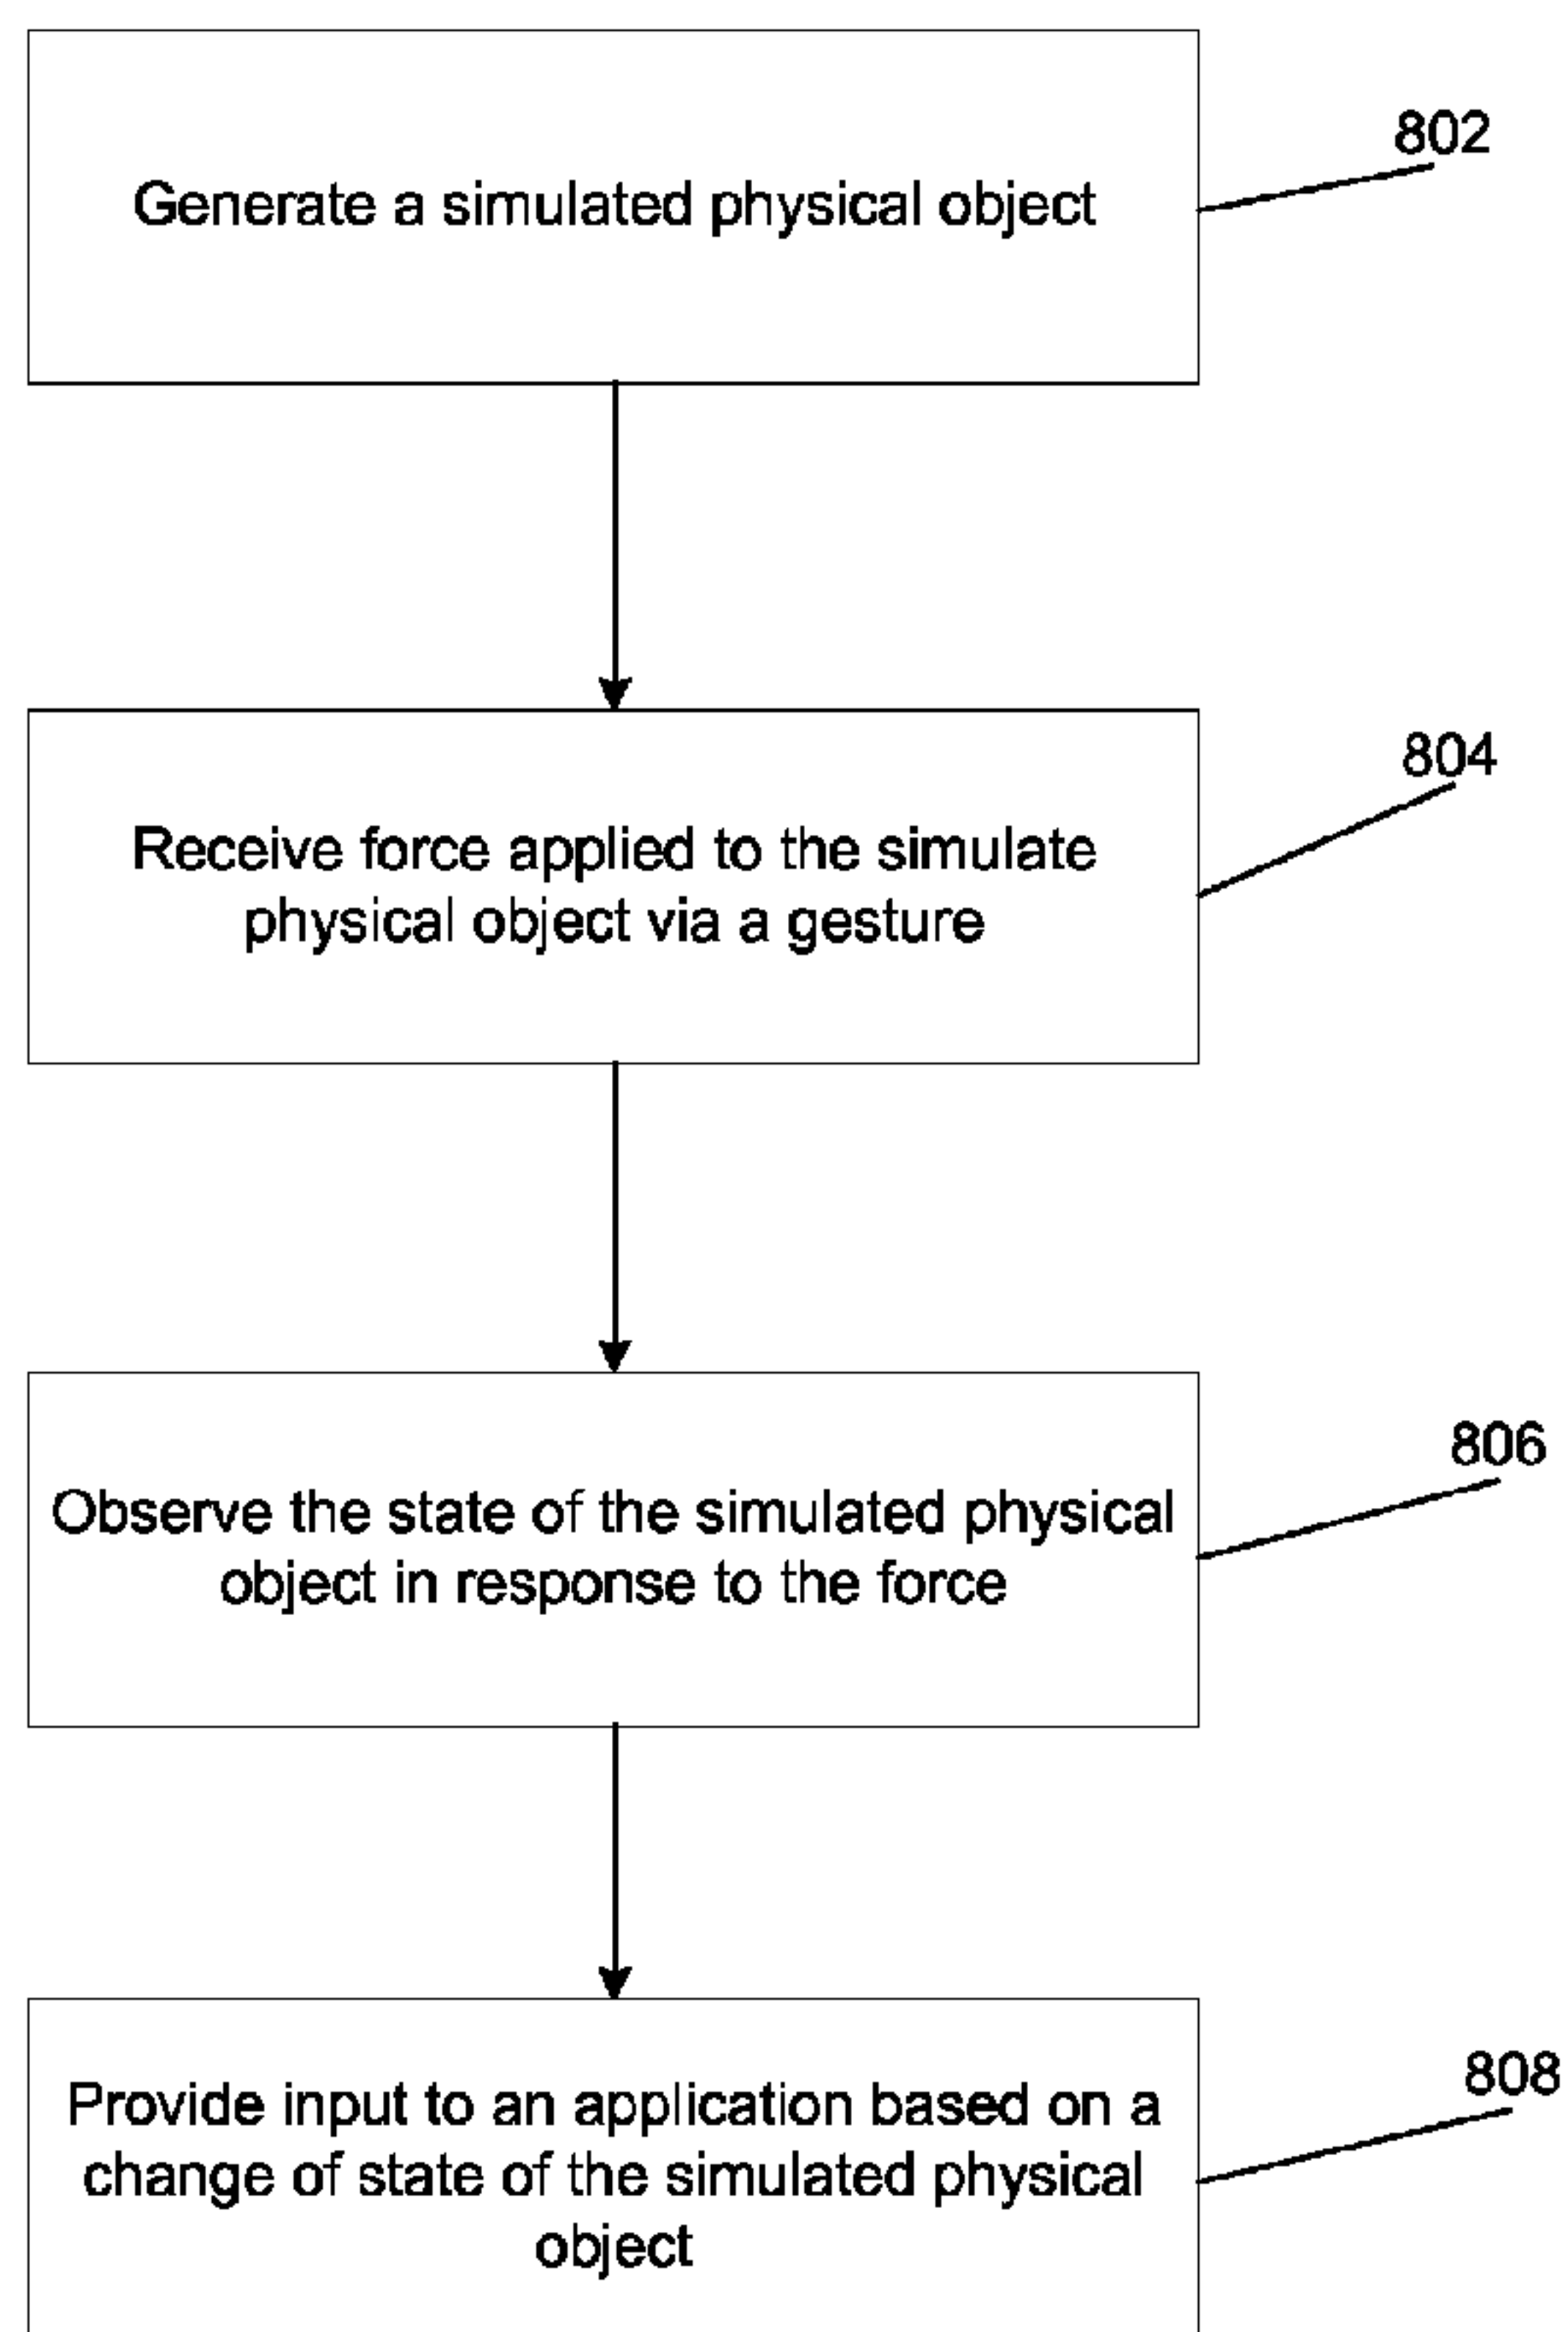 802
Generate a simulated physical object
804
Receive force applied to the simulate
physical object via a gesture
806
Observe the state of the simulated physical
object in response to the force
808
Provide input to an application based on a
change of state of the simulated physical
object